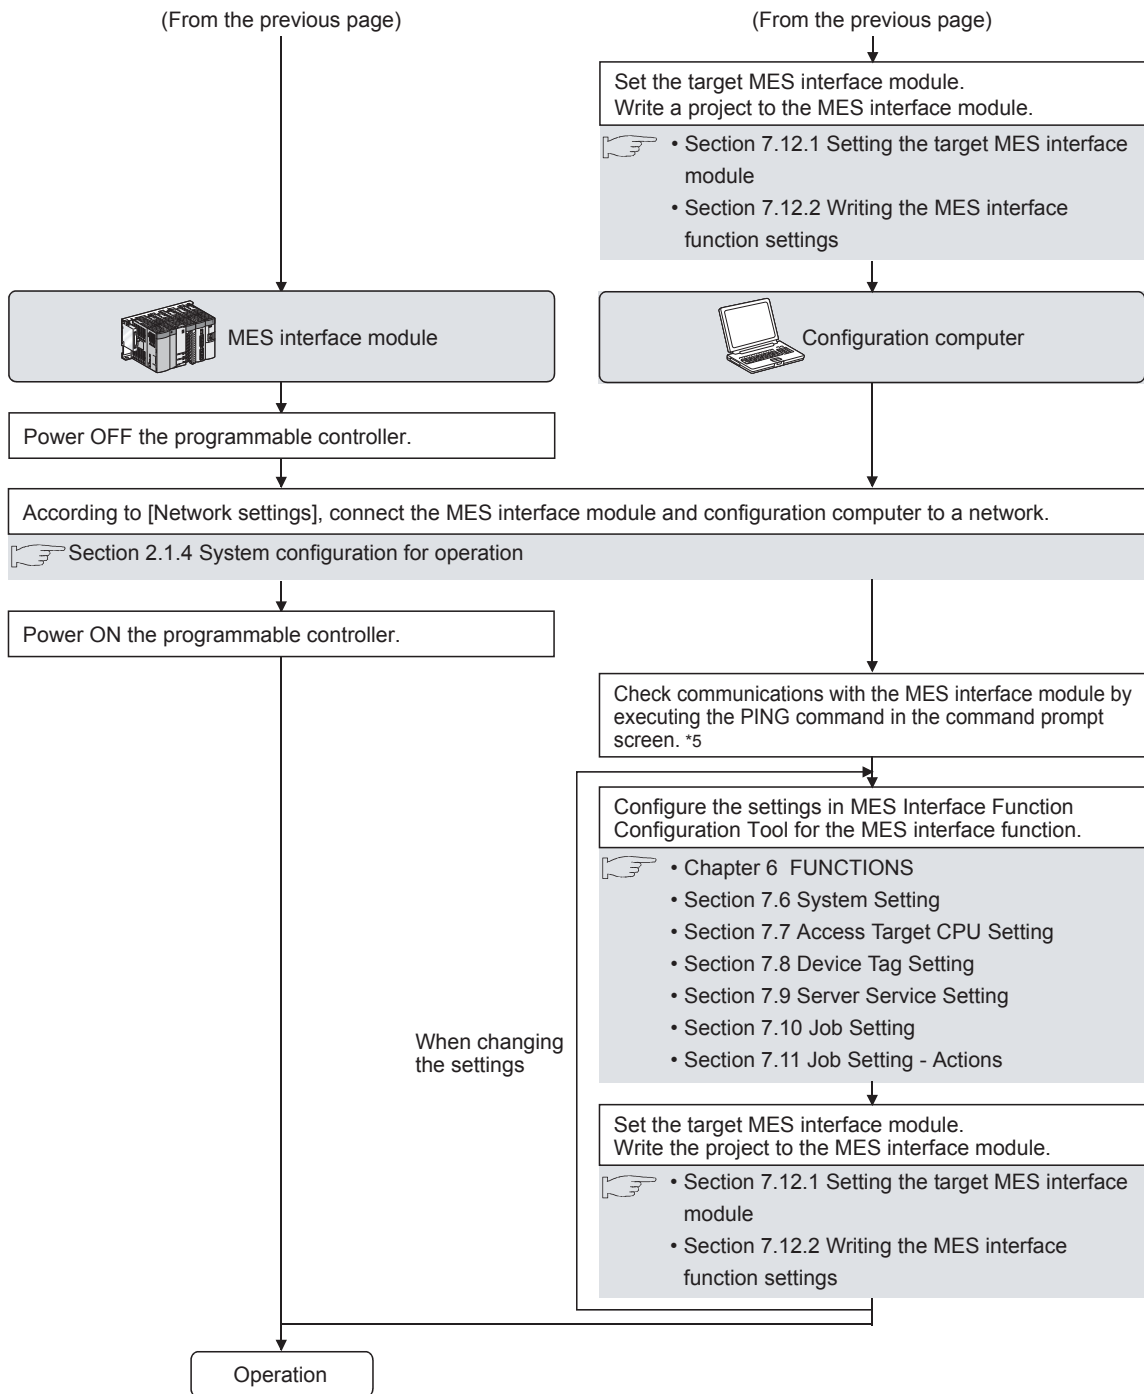 (From the previous page)
(From the previous page)
Set the target MES interface module.
Write a project to the MES interface module.
• Section 7.12.1 Setting the target MES interface
module
• Section 7.12.2 Writing the MES interface
function settings
MES interface module
Configuration computer
Power OFF the programmable controller.
According to [Network settings], connect the MES interface module and configuration computer to a network.
Section 2.1.4 System configuration for operation
Power ON the programmable controller.
Check communications with the MES interface module by
executing the PING command in the command prompt
screen. *5
Configure the settings in MES Interface Function
Configuration Tool for the MES interface function.
• Chapter 6 FUNCTIONS
• Section 7.6 System Setting
• Section 7.7 Access Target CPU Setting
• Section 7.8 Device Tag Setting
• Section 7.9 Server Service Setting
• Section 7.10 Job Setting
• Section 7.11 Job Setting - Actions
When changing
the settings
Set the target MES interface module.
Write the project to the MES interface module.
• Section 7.12.1 Setting the target MES interface
module
• Section 7.12.2 Writing the MES interface
function settings
Operation